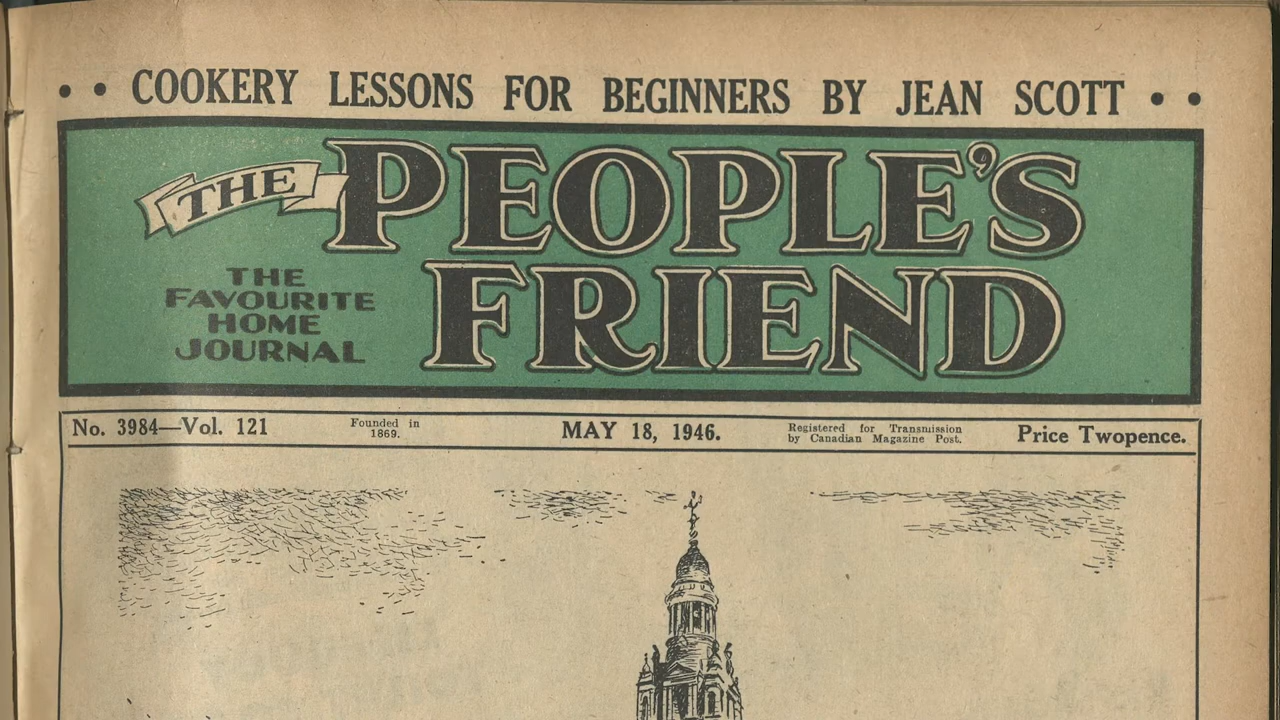 • • COOKERY LESSONS FOR BEGINNERS BY JEAN SCOTT • •
THE PEOPLE'S
FRIEND
THE
FAVOURITE
HOME
JOURNAL
No. 3984—Vol. 121
Founded in
1869.
MAY 18, 1946.
Registered for Transmission
by Canadian Magazine Post.
Price Twopence.